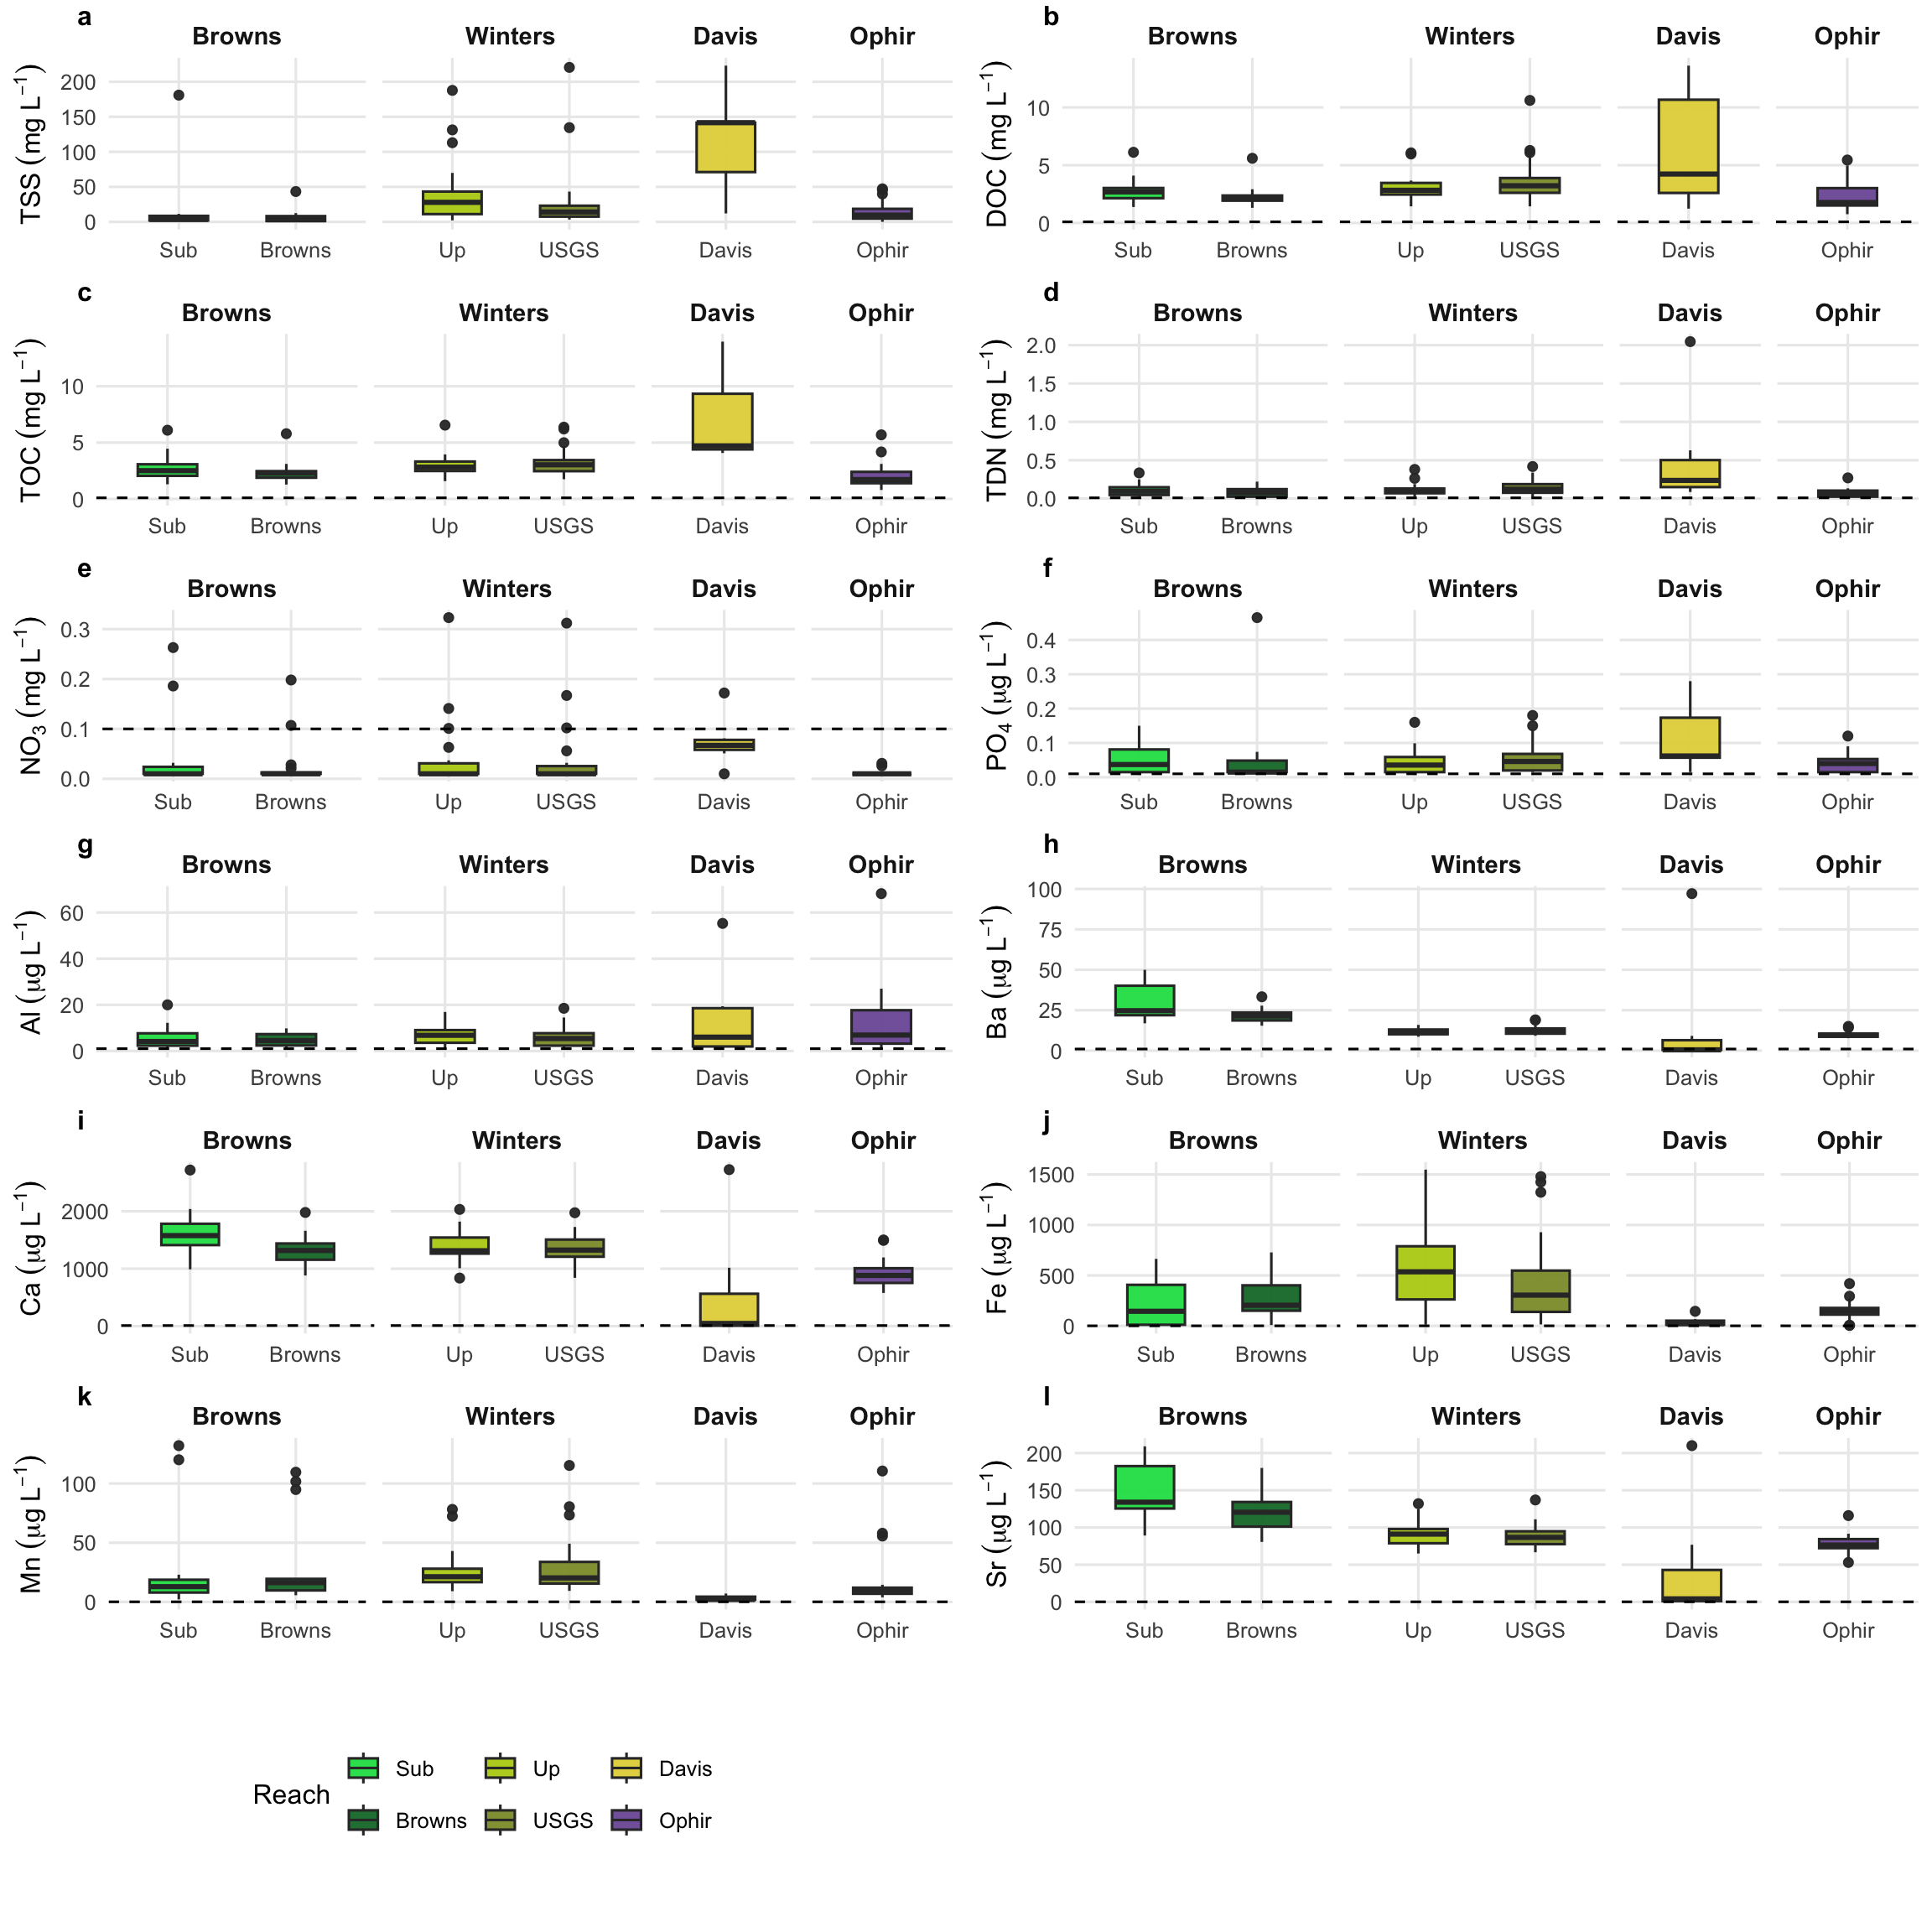 a
Browns Winters Davis Ophir
TSS (mg L⁻¹)
200
150
100
50
0
Sub Browns Up USGS Davis Ophir
b
Browns Winters Davis Ophir
DOC (mg L⁻¹)
10
5
0
Sub Browns Up USGS Davis Ophir
c
Browns Winters Davis Ophir
TOC (mg L⁻¹)
10
5
0
Sub Browns Up USGS Davis Ophir
d
Browns Winters Davis Ophir
TDN (mg L⁻¹)
2.0
1.5
1.0
0.5
0.0
Sub Browns Up USGS Davis Ophir
e
Browns Winters Davis Ophir
NO₃ (mg L⁻¹)
0.3
0.2
0.1
0.0
Sub Browns Up USGS Davis Ophir
f
Browns Winters Davis Ophir
PO₄ (μg L⁻¹)
0.4
0.3
0.2
0.1
0.0
Sub Browns Up USGS Davis Ophir
g
Browns Winters Davis Ophir
Al (μg L⁻¹)
60
40
20
0
Sub Browns Up USGS Davis Ophir
h
Browns Winters Davis Ophir
Ba (μg L⁻¹)
100
75
50
25
0
Sub Browns Up USGS Davis Ophir
i
Browns Winters Davis Ophir
Ca (μg L⁻¹)
2000
1000
0
Sub Browns Up USGS Davis Ophir
j
Browns Winters Davis Ophir
Fe (μg L⁻¹)
1500
1000
500
0
Sub Browns Up USGS Davis Ophir
k
Browns Winters Davis Ophir
Mn (μg L⁻¹)
100
50
0
Sub Browns Up USGS Davis Ophir
l
Browns Winters Davis Ophir
Sr (μg L⁻¹)
200
150
100
50
0
Sub Browns Up USGS Davis Ophir
Reach
Sub Up Davis
Browns USGS Ophir